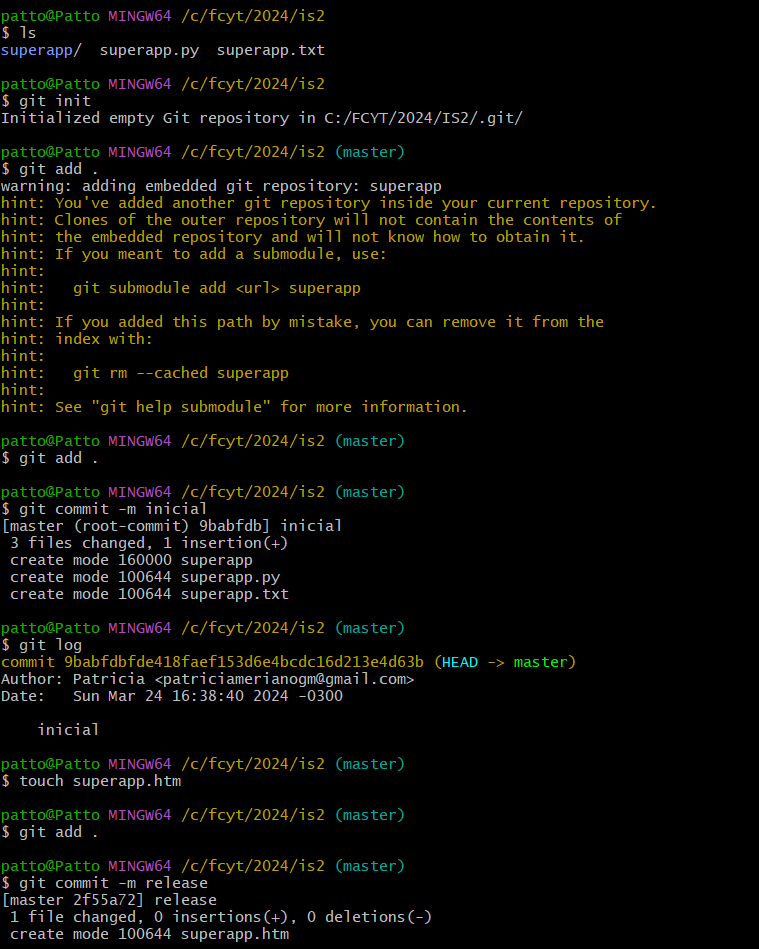 patto@Patto MINGW64 /c/fcyt/2024/is2
$ ls
superapp/  superapp.py  superapp.txt

patto@Patto MINGW64 /c/fcyt/2024/is2
$ git init
Initialized empty Git repository in C:/FCYT/2024/IS2/.git/

patto@Patto MINGW64 /c/fcyt/2024/is2 (master)
$ git add .
warning: adding embedded git repository: superapp
hint: You've added another git repository inside your current repository.
hint: Clones of the outer repository will not contain the contents of
hint: the embedded repository and will not know how to obtain it.
hint: If you meant to add a submodule, use:
hint:
hint:   git submodule add <url> superapp
hint:
hint: If you added this path by mistake, you can remove it from the
hint: index with:
hint:
hint:   git rm --cached superapp
hint:
hint: See "git help submodule" for more information.

patto@Patto MINGW64 /c/fcyt/2024/is2 (master)
$ git add .

patto@Patto MINGW64 /c/fcyt/2024/is2 (master)
$ git commit -m inicial
[master (root-commit) 9babfdb] inicial
 3 files changed, 1 insertion(+)
 create mode 160000 superapp
 create mode 100644 superapp.py
 create mode 100644 superapp.txt

patto@Patto MINGW64 /c/fcyt/2024/is2 (master)
$ git log
commit 9babfdbfde418faef153d6e4bcdc16d213e4d63b (HEAD -> master)
Author: Patricia <patriciamerianogm@gmail.com>
Date:   Sun Mar 24 16:38:40 2024 -0300

    inicial

patto@Patto MINGW64 /c/fcyt/2024/is2 (master)
$ touch superapp.htm

patto@Patto MINGW64 /c/fcyt/2024/is2 (master)
$ git add .

patto@Patto MINGW64 /c/fcyt/2024/is2 (master)
$ git commit -m release
[master 2f55a72] release
 1 file changed, 0 insertions(+), 0 deletions(-)
 create mode 100644 superapp.htm